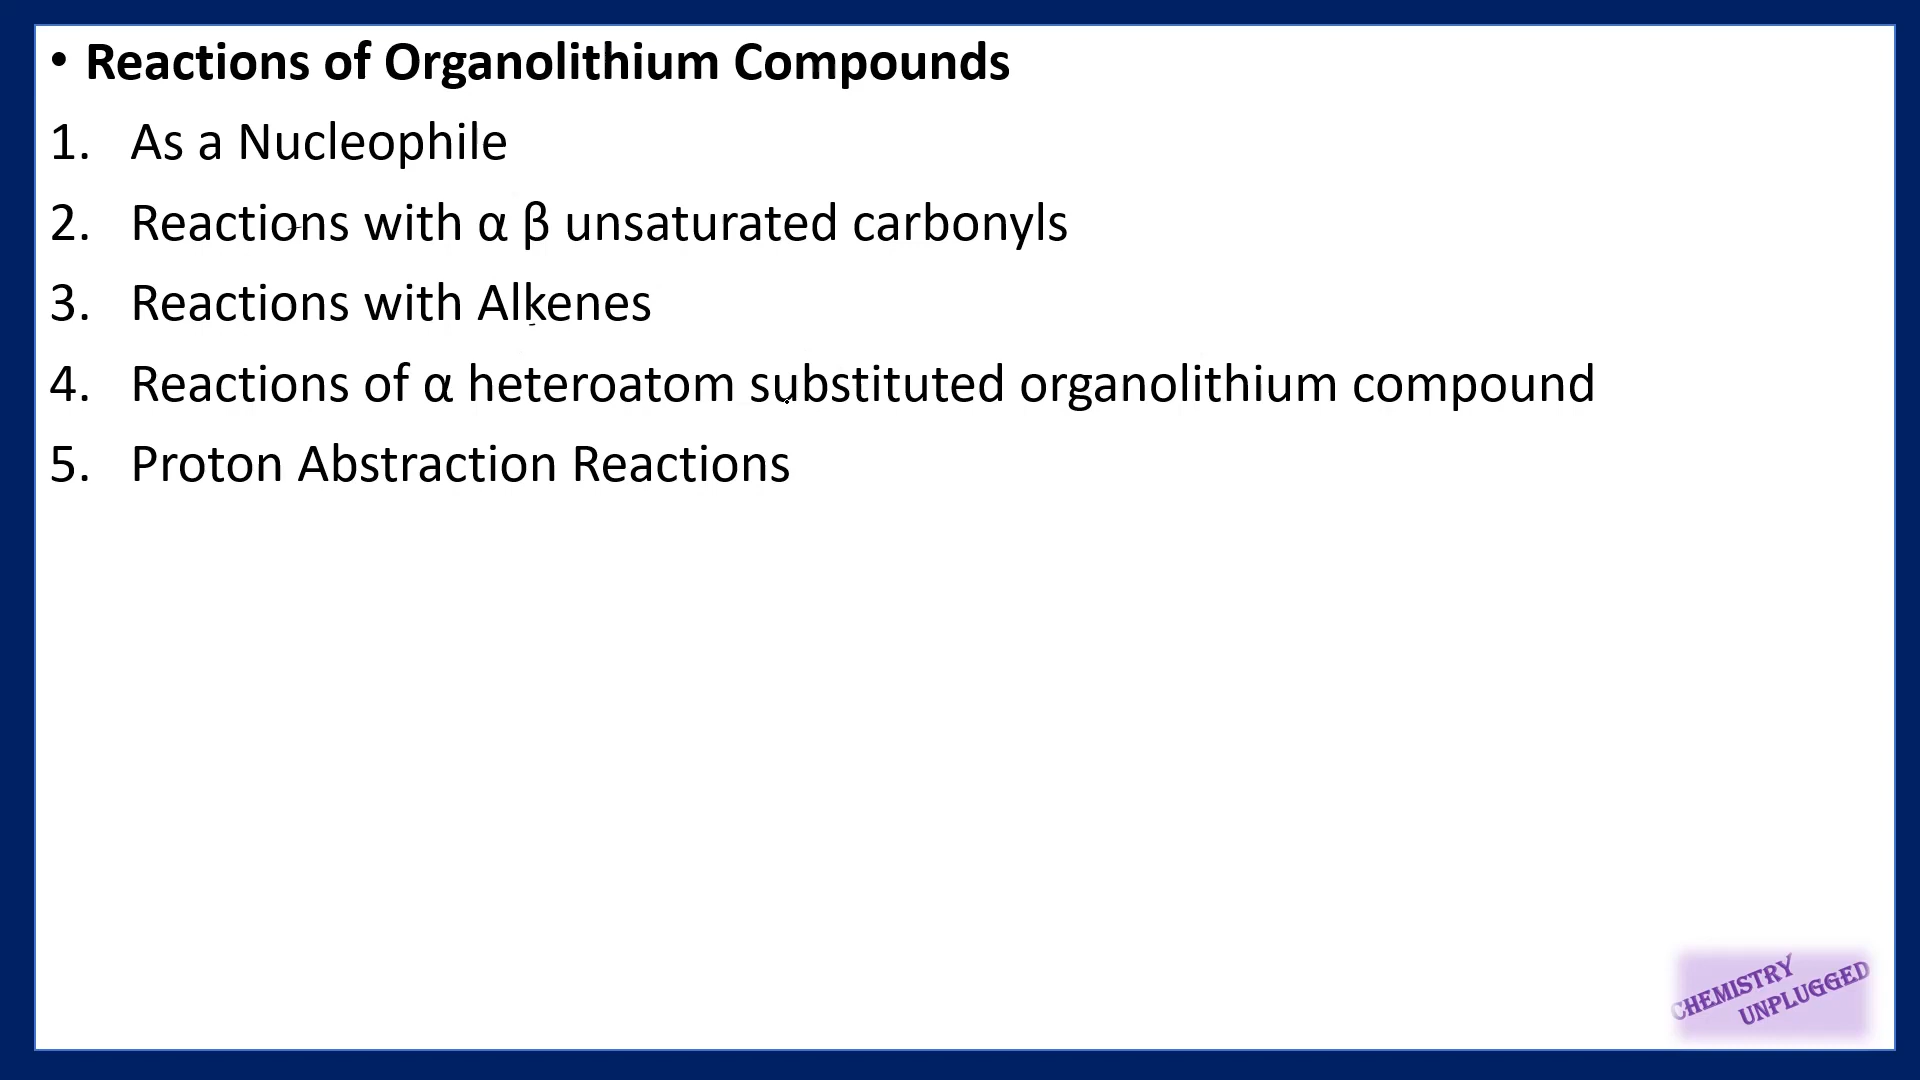 • Reactions of Organolithium Compounds
1. As a Nucleophile
2. Reactions with α β unsaturated carbonyls
3. Reactions with Alkenes
4. Reactions of α heteroatom substituted organolithium compound
5. Proton Abstraction Reactions
CHEMISTRY
UNPLUGGED